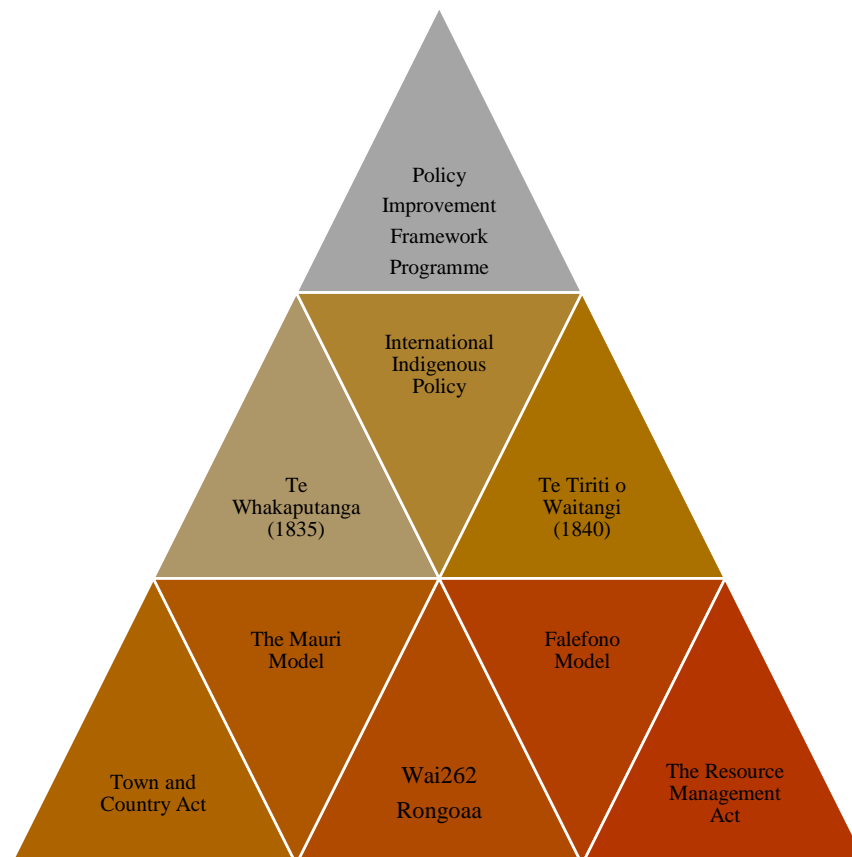 Policy
Improvement
Framework
Programme
International
Indigenous
Policy
Te
Whakaputanga
(1835)
Te Tiriti o
Waitangi
(1840)
The Mauri
Model
Falefono
Model
Town and
Country Act
Wai262
Rongoaa
The Resource
Management
Act